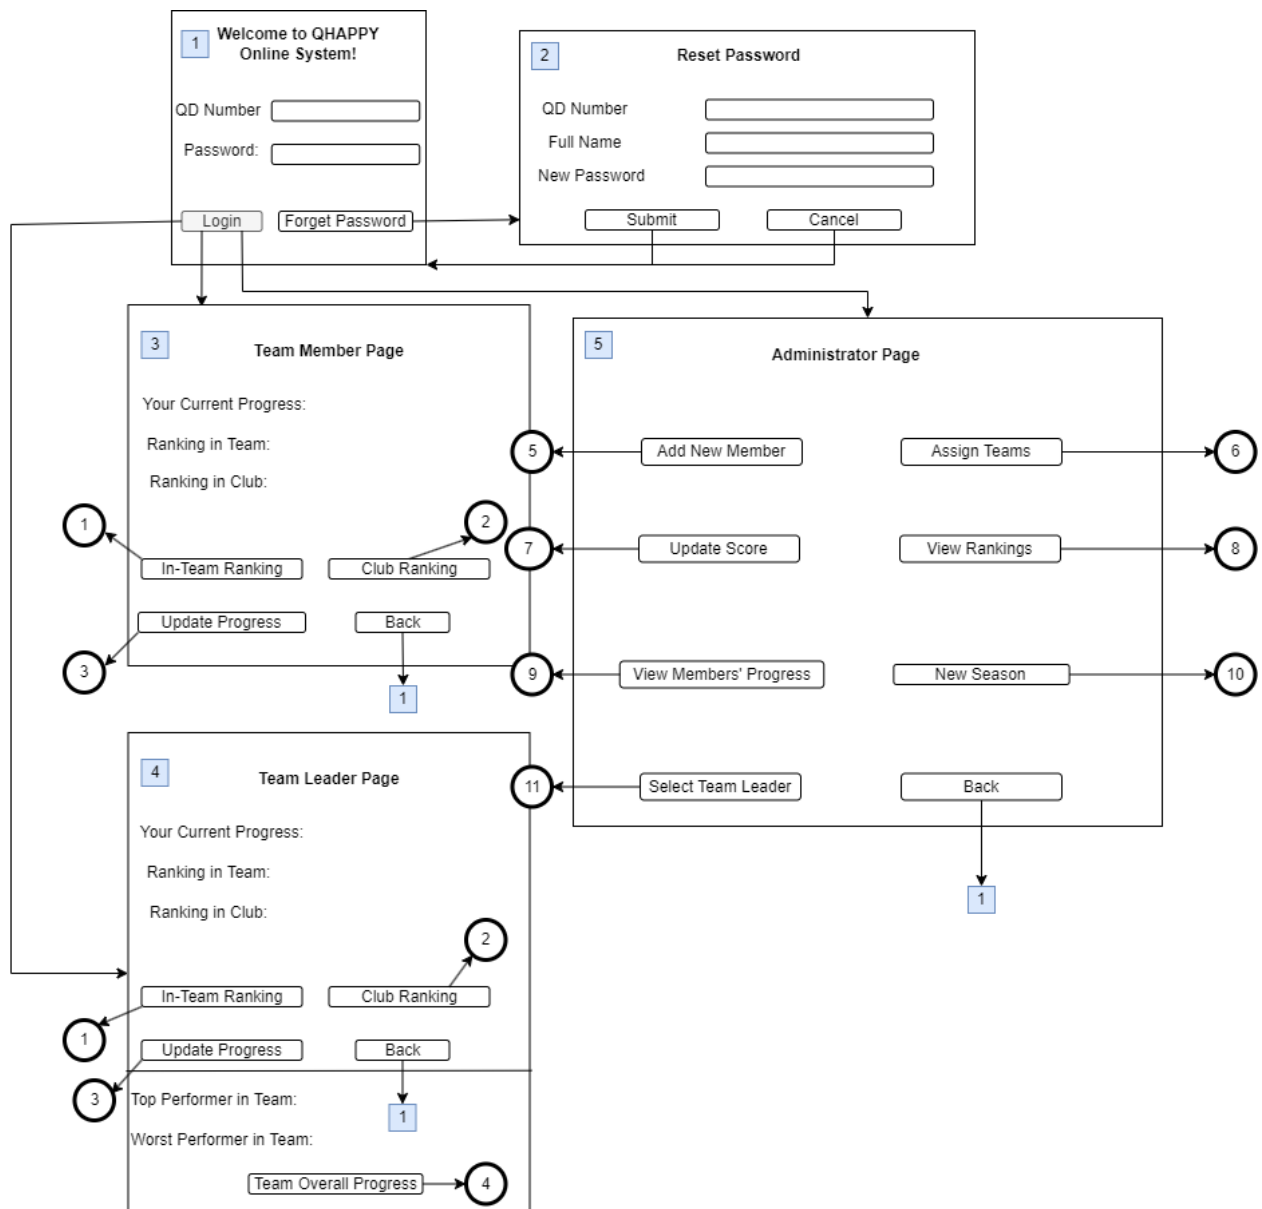 1
Welcome to QHAPPY
Online System!
QD Number
Password:
Login
Forget Password
2
Reset Password
QD Number
Full Name
New Password
Submit
Cancel
3
Team Member Page
Your Current Progress:
Ranking in Team:
Ranking in Club:
1
2
In-Team Ranking
Club Ranking
Update Progress
Back
3
1
5
Administrator Page
5
Add New Member
Assign Teams
6
7
Update Score
View Rankings
8
9
View Members' Progress
New Season
10
11
Select Team Leader
Back
1
4
Team Leader Page
Your Current Progress:
Ranking in Team:
Ranking in Club:
2
In-Team Ranking
Club Ranking
1
Update Progress
Back
3
Top Performer in Team:
1
Worst Performer in Team:
Team Overall Progress
4